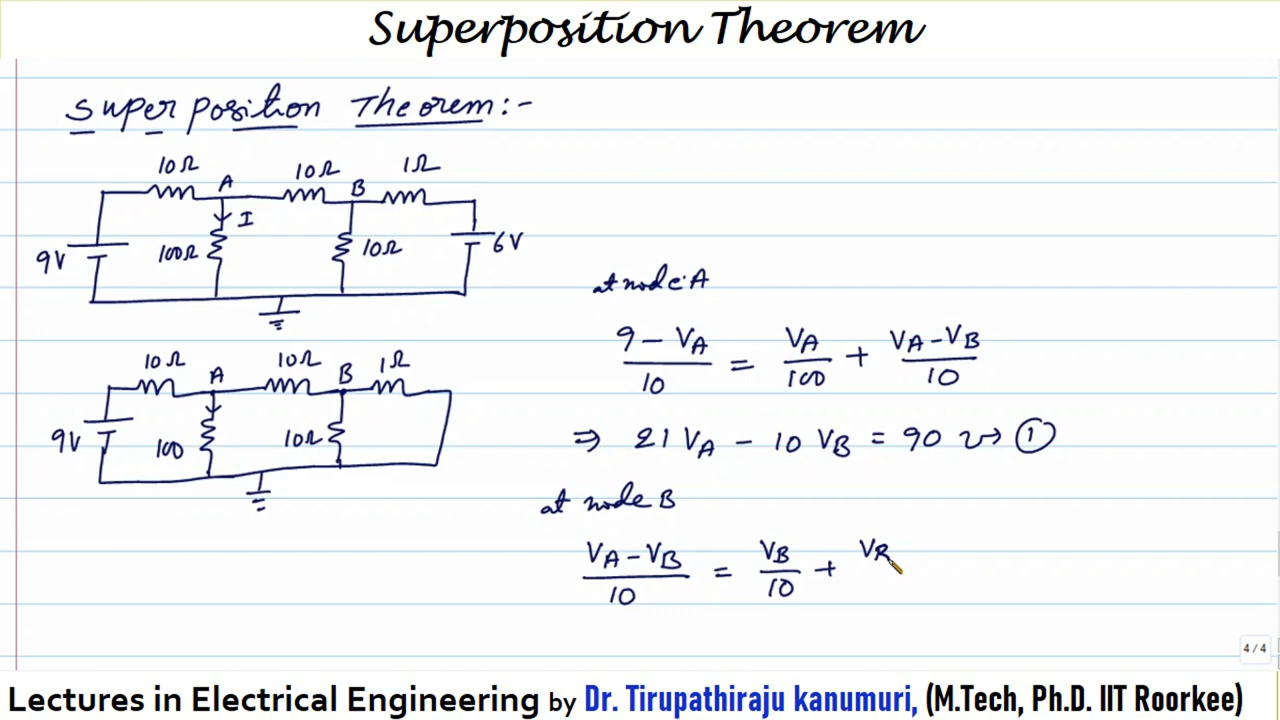 Superposition Theorem
Superposition Theorem:-
10Ω A 10Ω B 1Ω
I
9V 100Ω 10Ω 6V
at node A
10Ω A 10Ω B 1Ω
9V 100 10Ω
(9 - VA)/10 = VA/100 + (VA - VB)/10
⇒ 21 VA - 10 VB = 90 → ①
at node B
(VA - VB)/10 = VB/10 + VB
4 / 4
Lectures in Electrical Engineering by Dr. Tirupathiraju kanumuri, (M.Tech, Ph.D. IIT Roorkee)